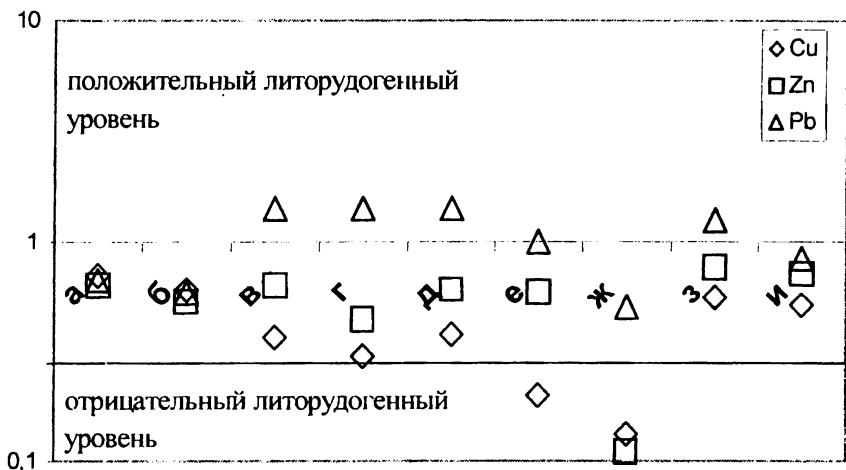 10
Cu
Zn
Pb
положительный литорудогенный
уровень
1
а б в г д е ж з и
отрицательный литорудогенный
уровень
0,1